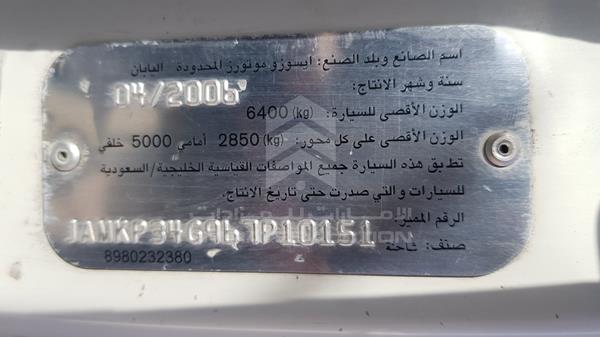 اسم الصانع وبلد الصنع: ايسوزو موتورز المحدودة اليابان
سنة وشهر الانتاج:
04/2006
الوزن الأقصى للسيارة: 6400 (kg)
الوزن الأقصى على كل محور: 2850 (kg) أمامي 5000 خلفي
تطبق هذه السيارة جميع المواصفات القياسية الخليجية/السعودية
للسيارات والتي صدرت حتى تاريخ الانتاج.
الإمارات للمزادات
الرقم المميز:
صنف: شاحنة
8980232380